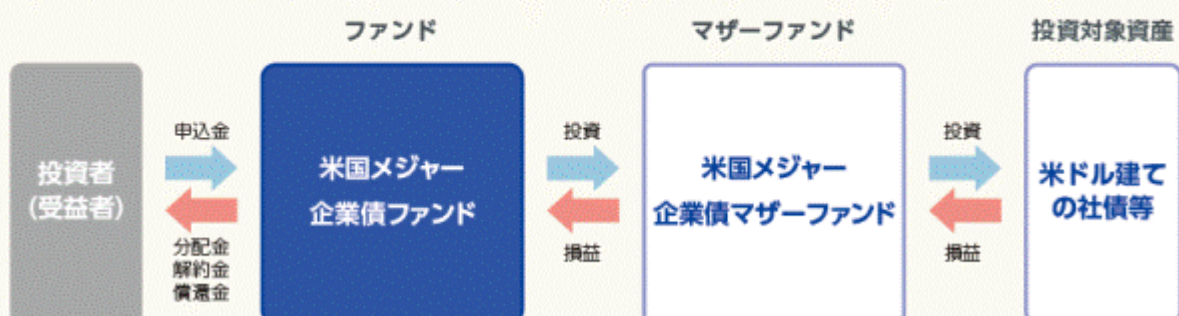 ファンド
マザーファンド
投資対象資産
投資者
(受益者)
申込金
分配金
解約金
償還金
米国メジャー
企業債ファンド
投資
損益
米国メジャー
企業債マザーファンド
投資
損益
米ドル建て
の社債等